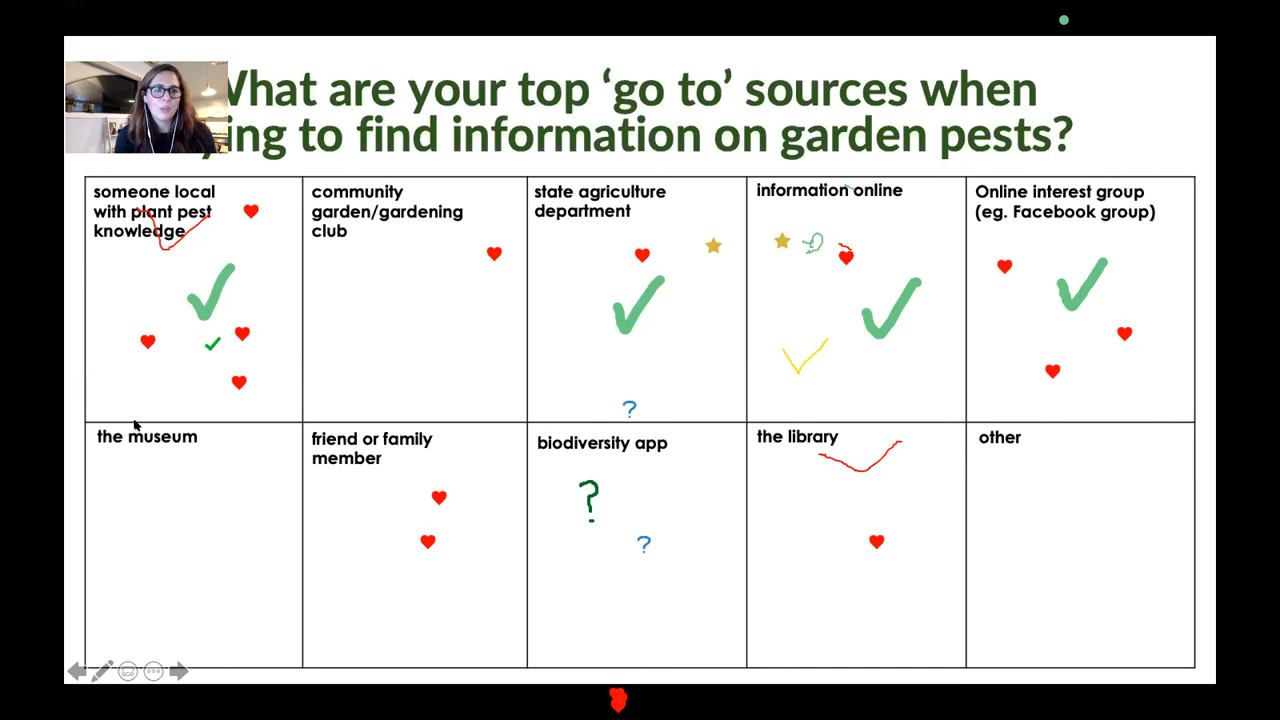 What are your top ‘go to’ sources when
ing to find information on garden pests?
someone local
with plant pest
knowledge
community
garden/gardening
club
state agriculture
department
information online
Online interest group
(eg. Facebook group)
?
the museum
friend or family
member
biodiversity app
the library
other
?
?